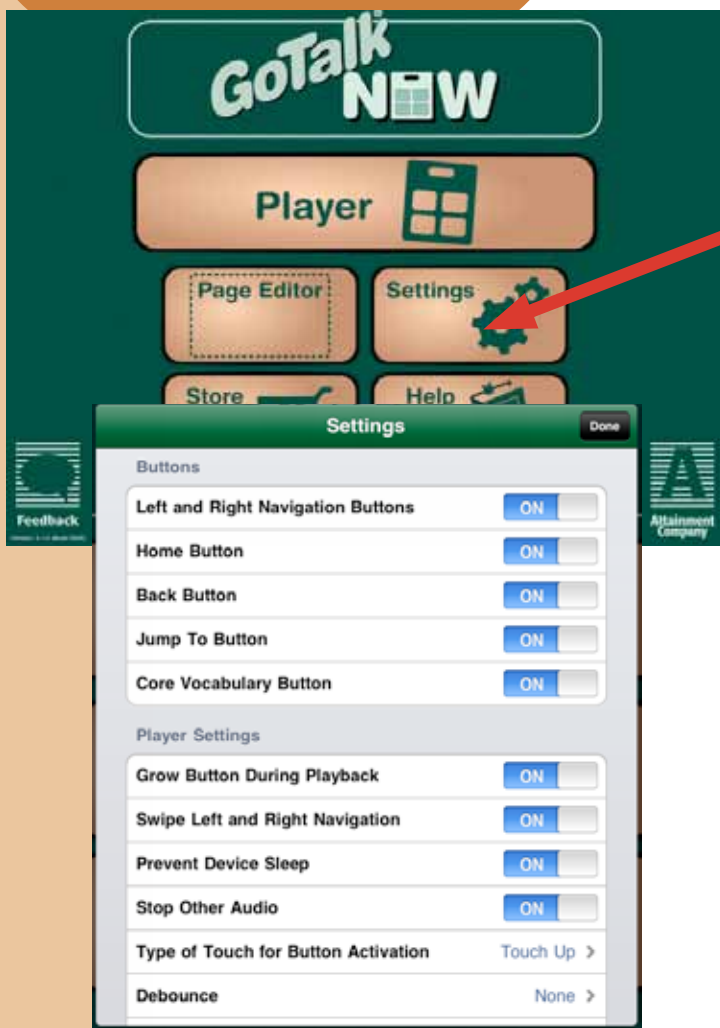 GoTalk
NOW
Player
Page Editor
Settings
Store
Help
Settings
Done
Buttons
Left and Right Navigation Buttons ON
Home Button ON
Back Button ON
Jump To Button ON
Core Vocabulary Button ON
Player Settings
Grow Button During Playback ON
Swipe Left and Right Navigation ON
Prevent Device Sleep ON
Stop Other Audio ON
Type of Touch for Button Activation Touch Up >
Debounce None >
Feedback
Attainment
Company